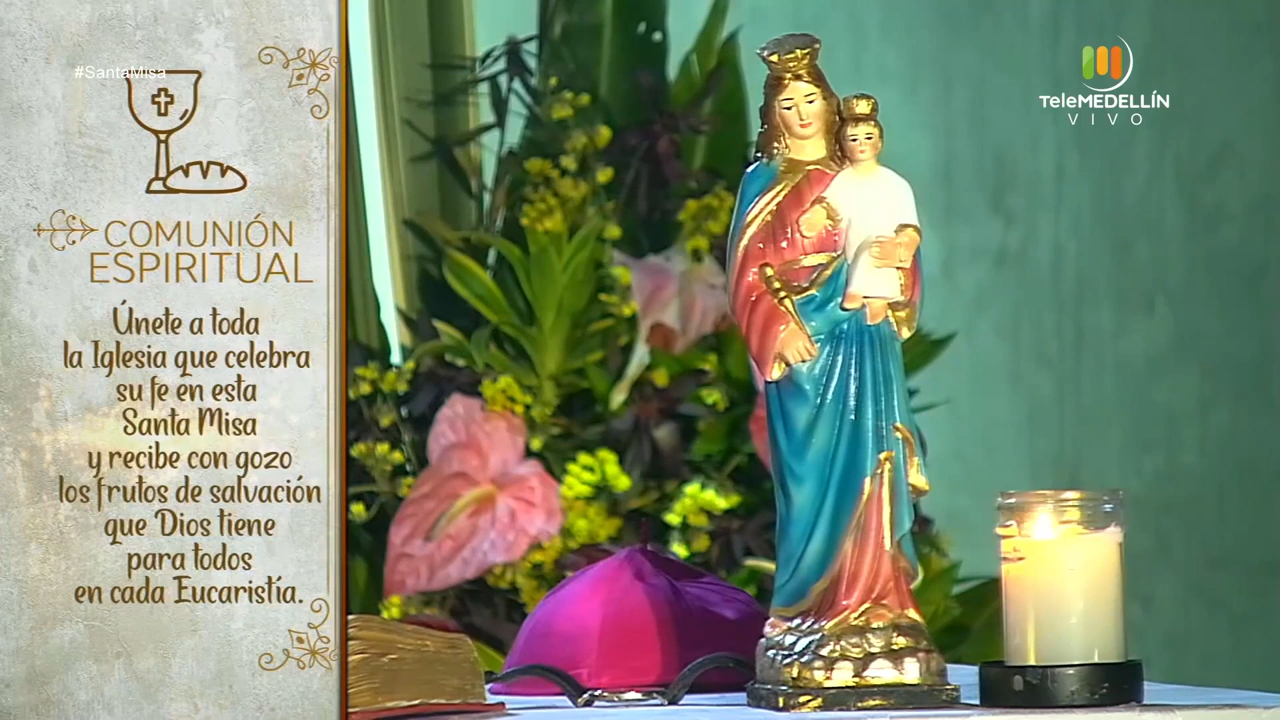 #SantaMisa
COMUNIÓN
ESPIRITUAL
Únete a toda
la Iglesia que celebra
su fe en esta
Santa Misa
y recibe con gozo
los frutos de salvación
que Dios tiene
para todos
en cada Eucaristía.
TeleMEDELLÍN
VIVO